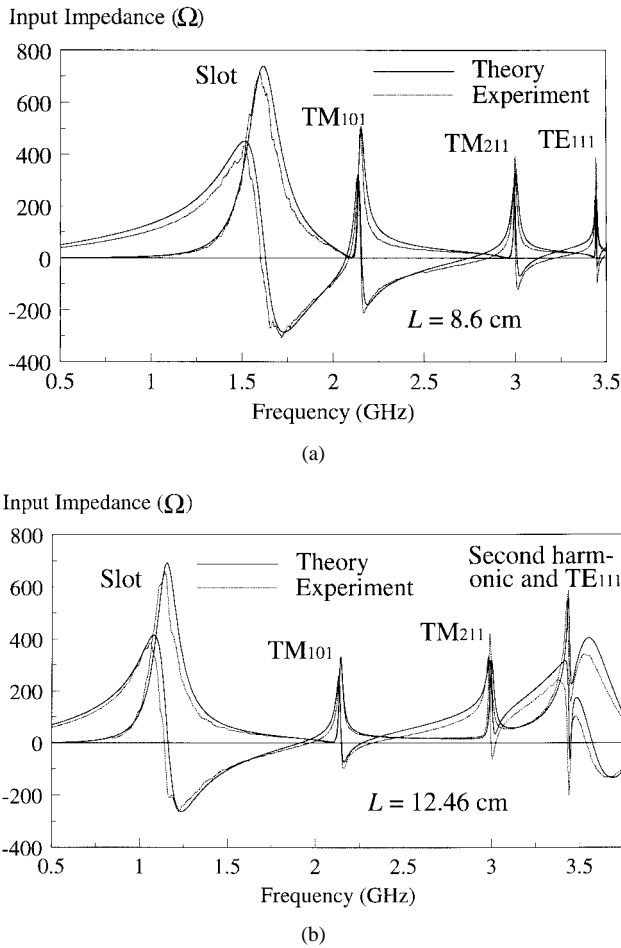 Input Impedance (Ω)
800
600
400
200
0
-200
-400
Slot
Theory
Experiment
TM101
TM211
TE111
L = 8.6 cm
0.5 1 1.5 2 2.5 3 3.5
Frequency (GHz)
(a)
Input Impedance (Ω)
800
600
400
200
0
-200
-400
Slot
Theory
Experiment
Second harm-
onic and TE111
TM101
TM211
L = 12.46 cm
0.5 1 1.5 2 2.5 3 3.5
Frequency (GHz)
(b)